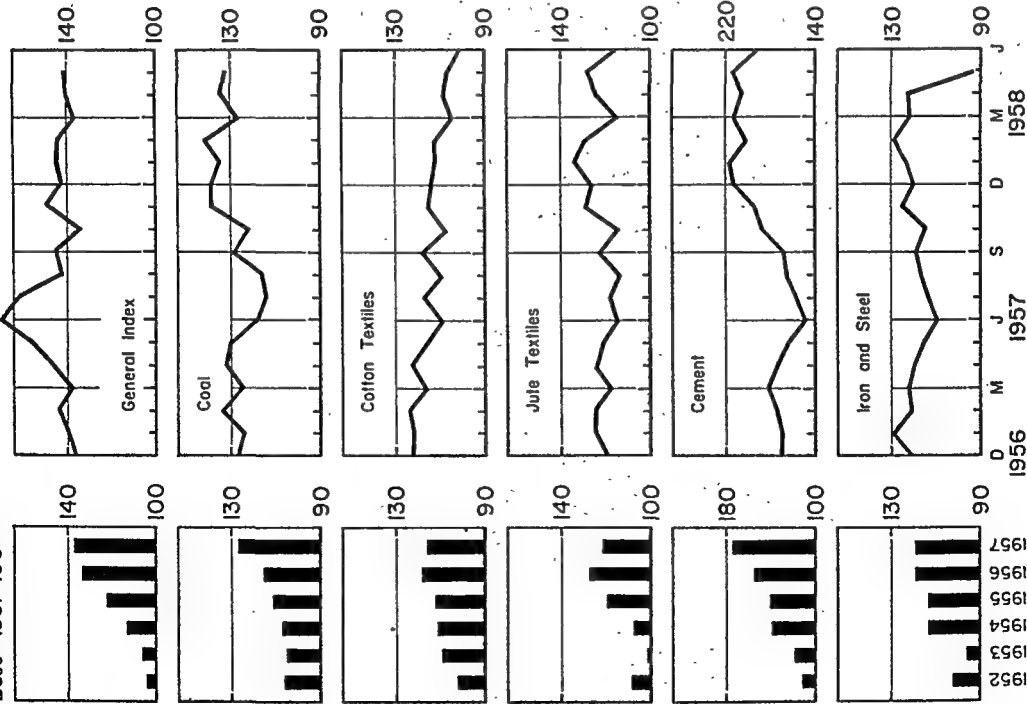 140 140
General Index
100 100
130 130
Coal
90 90
130 Cotton Textiles 130
90 90
140 Jute Textiles 140
100 100
180 Cement 220
100 140
130 Iron and Steel 130
90 90
1952 1953 1954 1955 1956 1957 D M J S D M J
1956 1957 1958